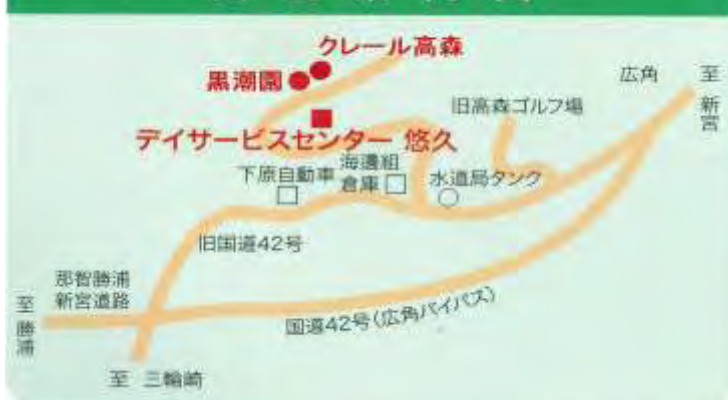 クレール高森
黒潮園
デイサービスセンター 悠久
広角
至 新宮
旧高森ゴルフ場
下原自動車
海邉組
倉庫
水道局タンク
旧国道42号
那智勝浦
新宮道路
至 勝浦
国道42号(広角バイパス)
至 三輪崎